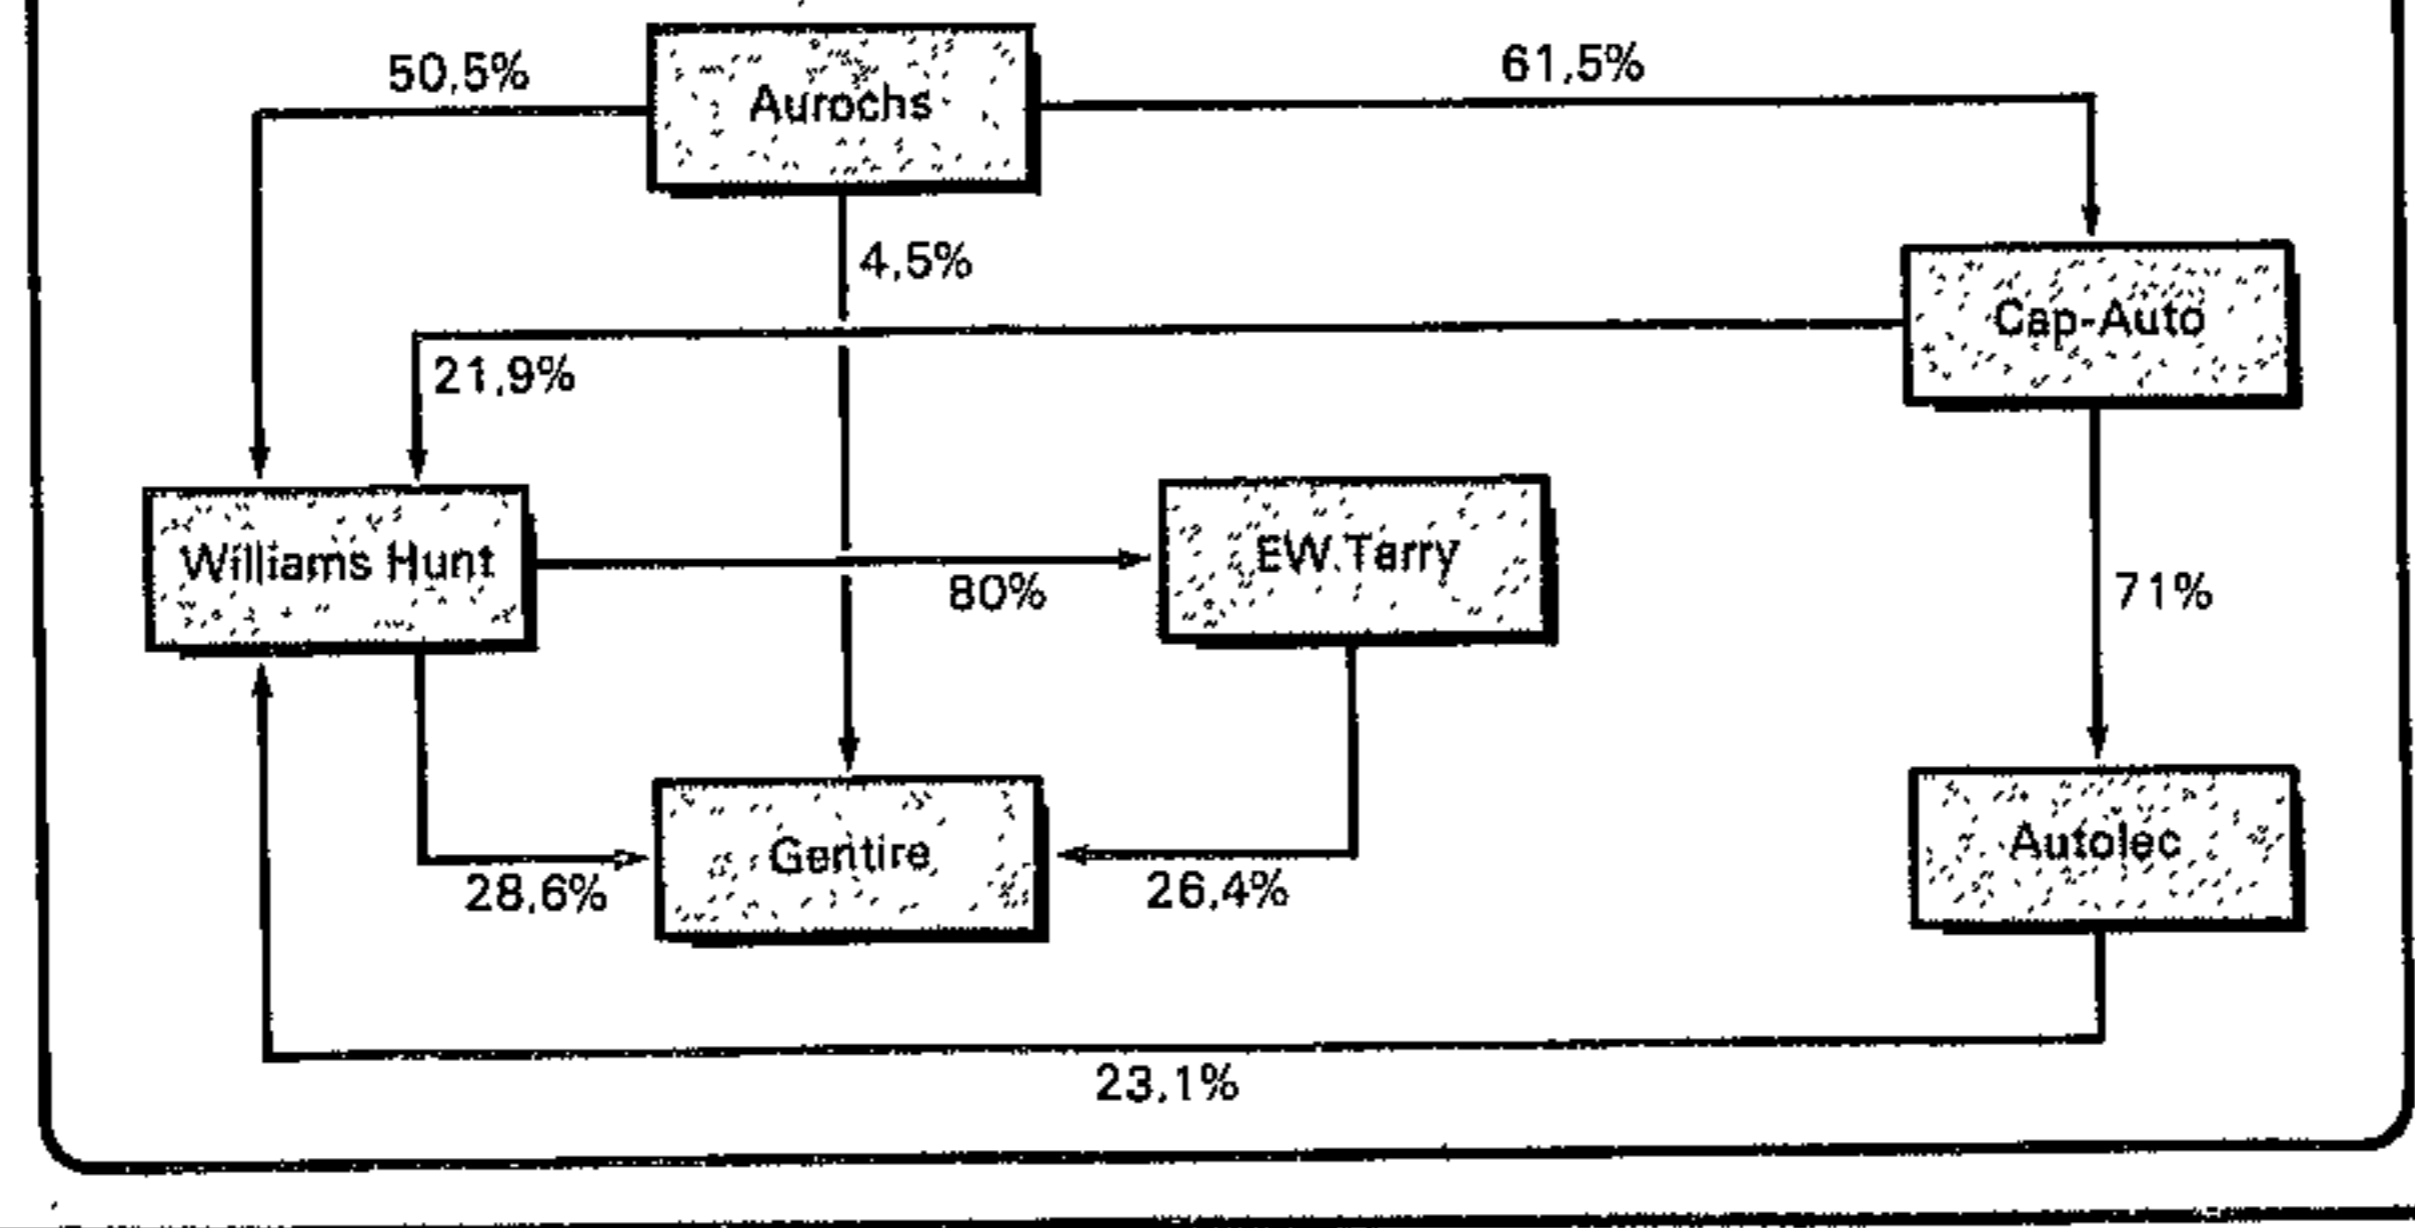 50,5%
Aurochs
61,5%
4,5%
Cap-Auto
21,9%
Williams Hunt
EW.Tarry
80%
71%
Gentire
Autolec
28,6%
26,4%
23,1%